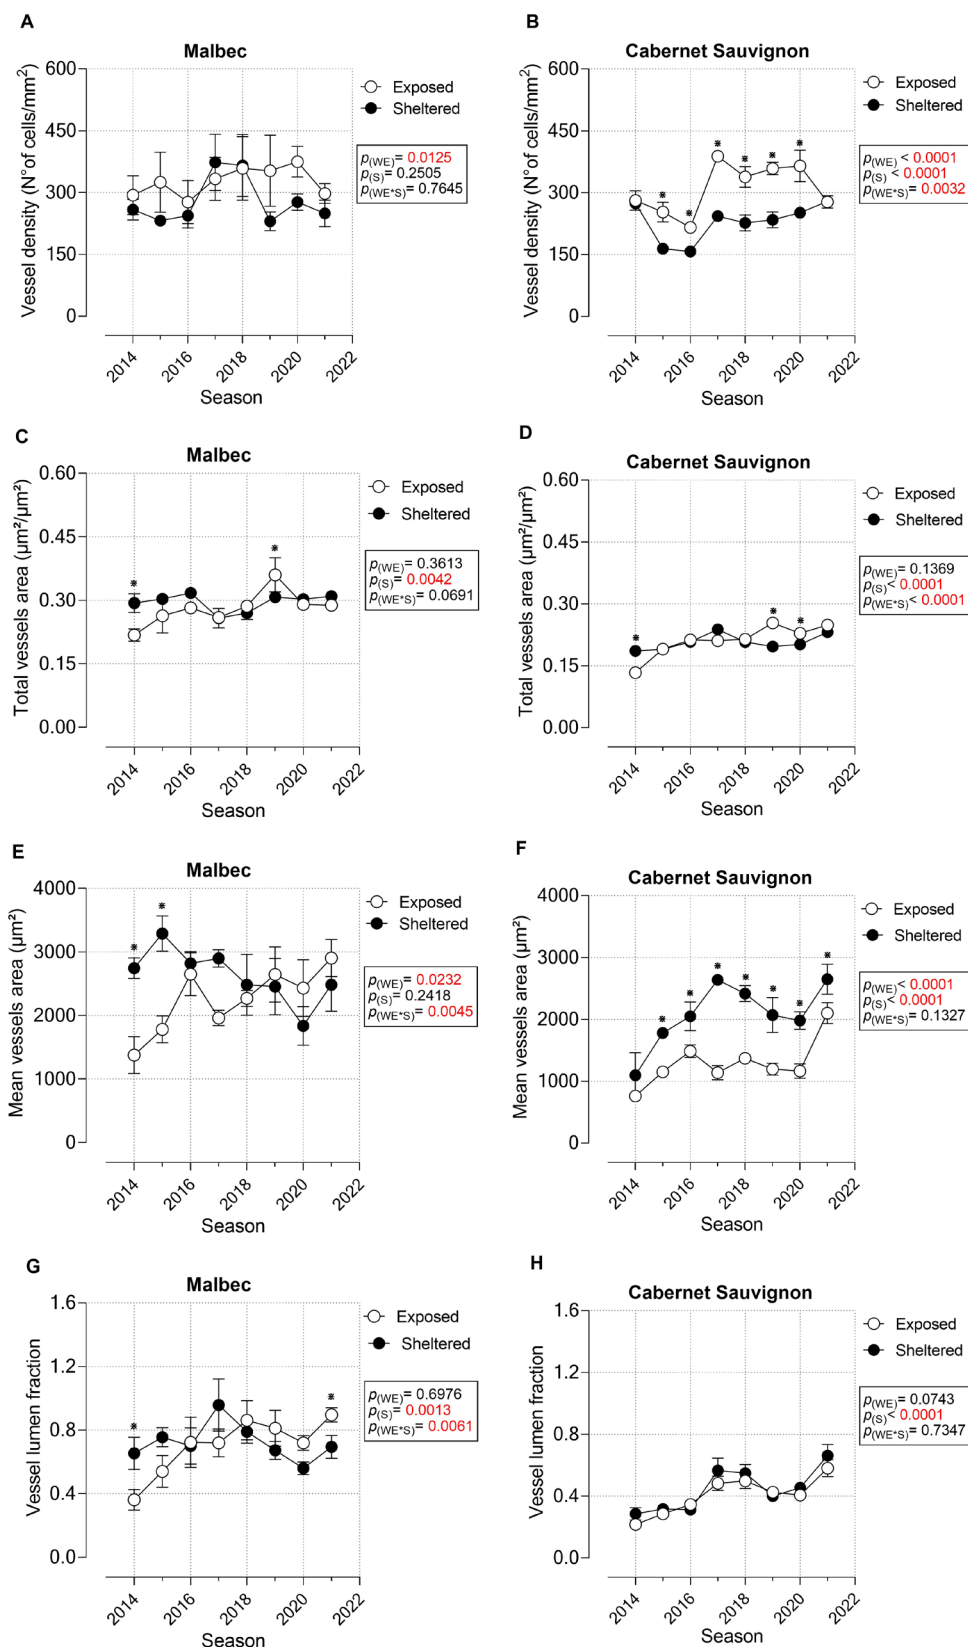 A
Malbec
Vessel density (N°of cells/mm²)
600
450
300
150
0
2014
2016
2018
2020
2022
Season
Exposed
Sheltered
p(WE)= 0.0125
p(S)= 0.2505
p(WE*S)= 0.7645
B
Cabernet Sauvignon
Vessel density (N°of cells/mm²)
600
450
300
150
0
* * * * * *
2014
2016
2018
2020
2022
Season
Exposed
Sheltered
p(WE) < 0.0001
p(S) < 0.0001
p(WE*S)= 0.0032
C
Malbec
Total vessels area (µm²/µm²)
0.60
0.45
0.30
0.15
0.00
* *
2014
2016
2018
2020
2022
Season
Exposed
Sheltered
p(WE)= 0.3613
p(S)= 0.0042
p(WE*S)= 0.0691
D
Cabernet Sauvignon
Total vessels area (µm²/µm²)
0.60
0.45
0.30
0.15
0.00
* * *
2014
2016
2018
2020
2022
Season
Exposed
Sheltered
p(WE)= 0.1369
p(S)< 0.0001
p(WE*S)< 0.0001
E
Malbec
Mean vessels area (µm²)
4000
3000
2000
1000
0
* *
2014
2016
2018
2020
2022
Season
Exposed
Sheltered
p(WE)= 0.0232
p(S)= 0.2418
p(WE*S)= 0.0045
F
Cabernet Sauvignon
Mean vessels area (µm²)
4000
3000
2000
1000
0
* * * * * * *
2014
2016
2018
2020
2022
Season
Exposed
Sheltered
p(WE)< 0.0001
p(S)< 0.0001
p(WE*S)= 0.1327
G
Malbec
Vessel lumen fraction
1.6
1.2
0.8
0.4
0.0
* *
2014
2016
2018
2020
2022
Season
Exposed
Sheltered
p(WE)= 0.6976
p(S)= 0.0013
p(WE*S)= 0.0061
H
Cabernet Sauvignon
Vessel lumen fraction
1.6
1.2
0.8
0.4
0.0
2014
2016
2018
2020
2022
Season
Exposed
Sheltered
p(WE)= 0.0743
p(S)< 0.0001
p(WE*S)= 0.7347